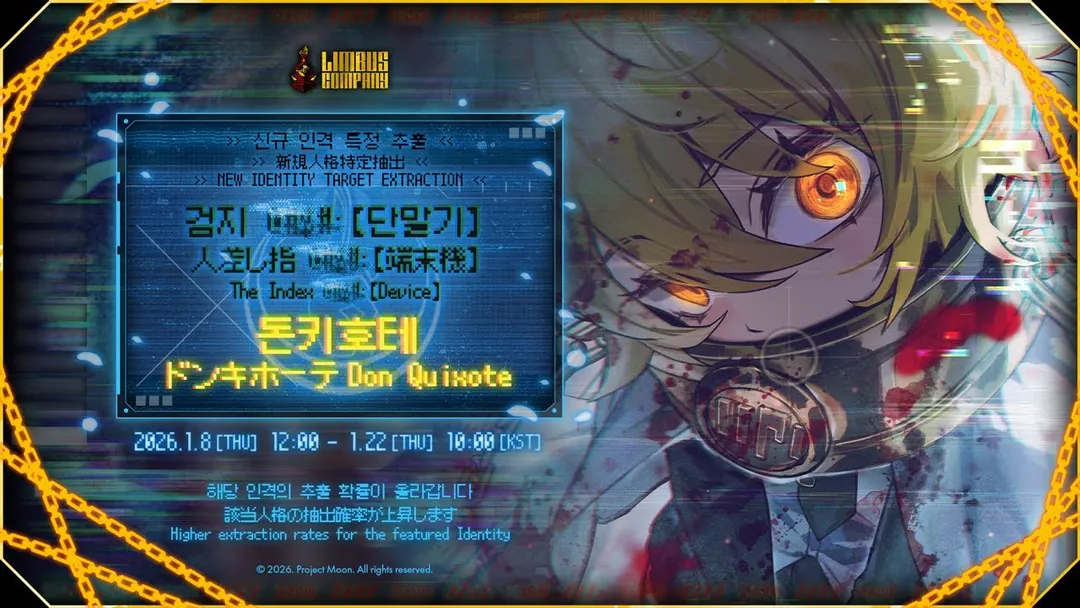 LIMBUS
COMPANY
>> 신규 인격 특정 추출 <<
>> 新規人格特定抽出 <<
>> NEW IDENTITY TARGET EXTRACTION <<
검지 [단말기]
人差し指 [端末機]
The Index [Device]
돈키호테
ドンキホーテ Don Quixote
2026.1.8[THU] 12:00 - 1.22[THU] 10:00[KST]
해당 인격의 추출 확률이 올라갑니다
該当人格の抽出確率が上昇します
Higher extraction rates for the featured Identity
© 2026. Project Moon. All rights reserved.